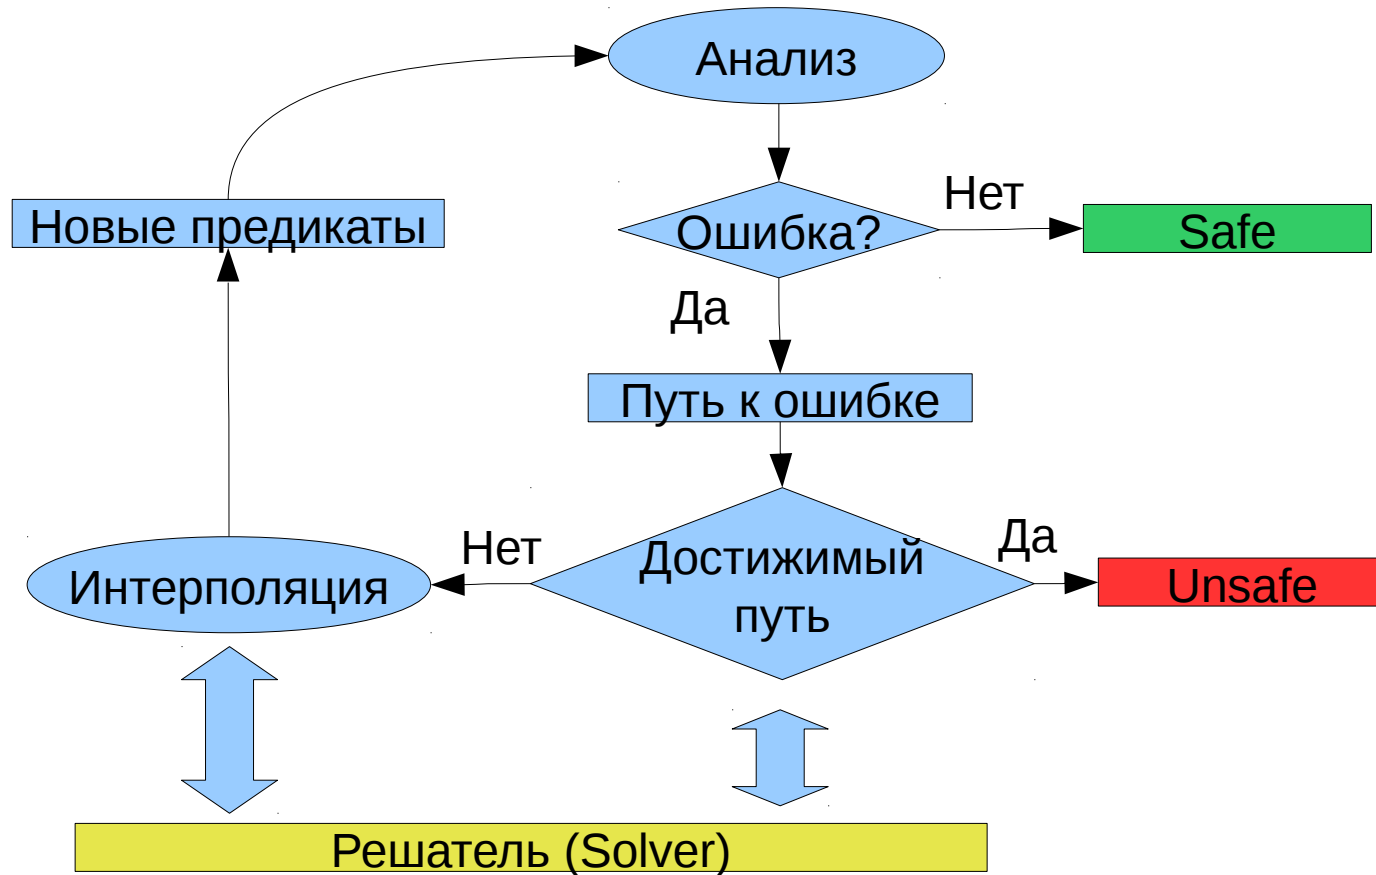 Анализ
Нет
Новые предикаты
Ошибка?
Safe
Да
Путь к ошибке
Нет
Достижимый
путь
Да
Интерполяция
Unsafe
Решатель (Solver)